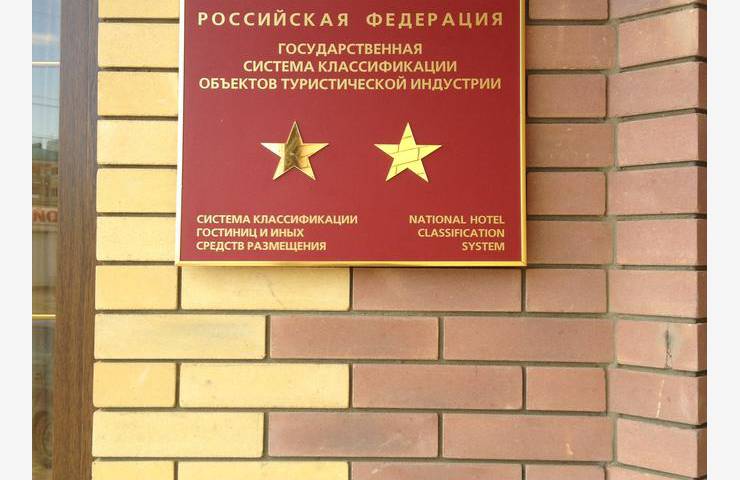 РОССИЙСКАЯ ФЕДЕРАЦИЯ
ГОСУДАРСТВЕННАЯ
СИСТЕМА КЛАССИФИКАЦИИ
ОБЪЕКТОВ ТУРИСТИЧЕСКОЙ ИНДУСТРИИ
СИСТЕМА КЛАССИФИКАЦИИ
ГОСТИНИЦ И ИНЫХ
СРЕДСТВ РАЗМЕЩЕНИЯ
NATIONAL HOTEL
CLASSIFICATION
SYSTEM